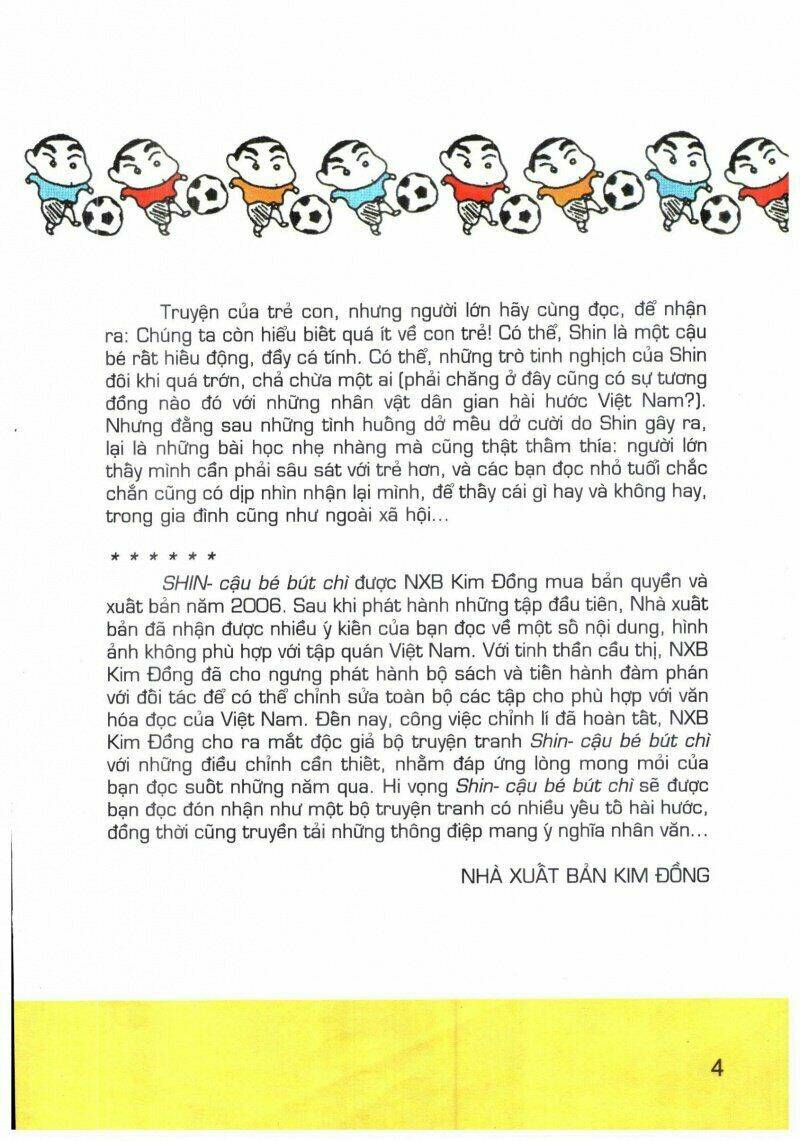 Truyện của trẻ con, nhưng người lớn hãy cùng đọc, để nhận
ra: Chúng ta còn hiểu biết quá ít về con trẻ! Có thể, Shin là một cậu
bé rất hiếu động, đầy cá tính. Có thể, những trò tinh nghịch của Shin
đôi khi quá trớn, chả chừa một ai (phải chăng ở đây cũng có sự tương
đồng nào đó với những nhân vật dân gian hài hước Việt Nam?).
Nhưng đằng sau những tình huống dở mếu dở cười do Shin gây ra,
lại là những bài học nhẹ nhàng mà cũng thật thấm thía: người lớn
thấy mình cần phải sâu sát với trẻ hơn, và các bạn đọc nhỏ tuổi chắc
chắn cũng có dịp nhìn nhận lại mình, để thấy cái gì hay và không hay,
trong gia đình cũng như ngoài xã hội...
* * * * * *
SHIN- cậu bé bút chì được NXB Kim Đồng mua bản quyền và
xuất bản năm 2006. Sau khi phát hành những tập đầu tiên, Nhà xuất
bản đã nhận được nhiều ý kiến của bạn đọc về một số nội dung, hình
ảnh không phù hợp với tập quán Việt Nam. Với tinh thần cầu thị, NXB
Kim Đồng đã cho ngưng phát hành bộ sách và tiến hành đàm phán
với đối tác để có thể chỉnh sửa toàn bộ các tập cho phù hợp với văn
hóa đọc của Việt Nam. Đến nay, công việc chỉnh lí đã hoàn tất, NXB
Kim Đồng cho ra mắt độc giả bộ truyện tranh Shin- cậu bé bút chì
với những điều chỉnh cần thiết, nhằm đáp ứng lòng mong mỏi của
bạn đọc suốt những năm qua. Hi vọng Shin- cậu bé bút chì sẽ được
bạn đọc đón nhận như một bộ truyện tranh có nhiều yếu tố hài hước,
đồng thời cũng truyền tải những thông điệp mang ý nghĩa nhân văn...
NHÀ XUẤT BẢN KIM ĐỒNG
4